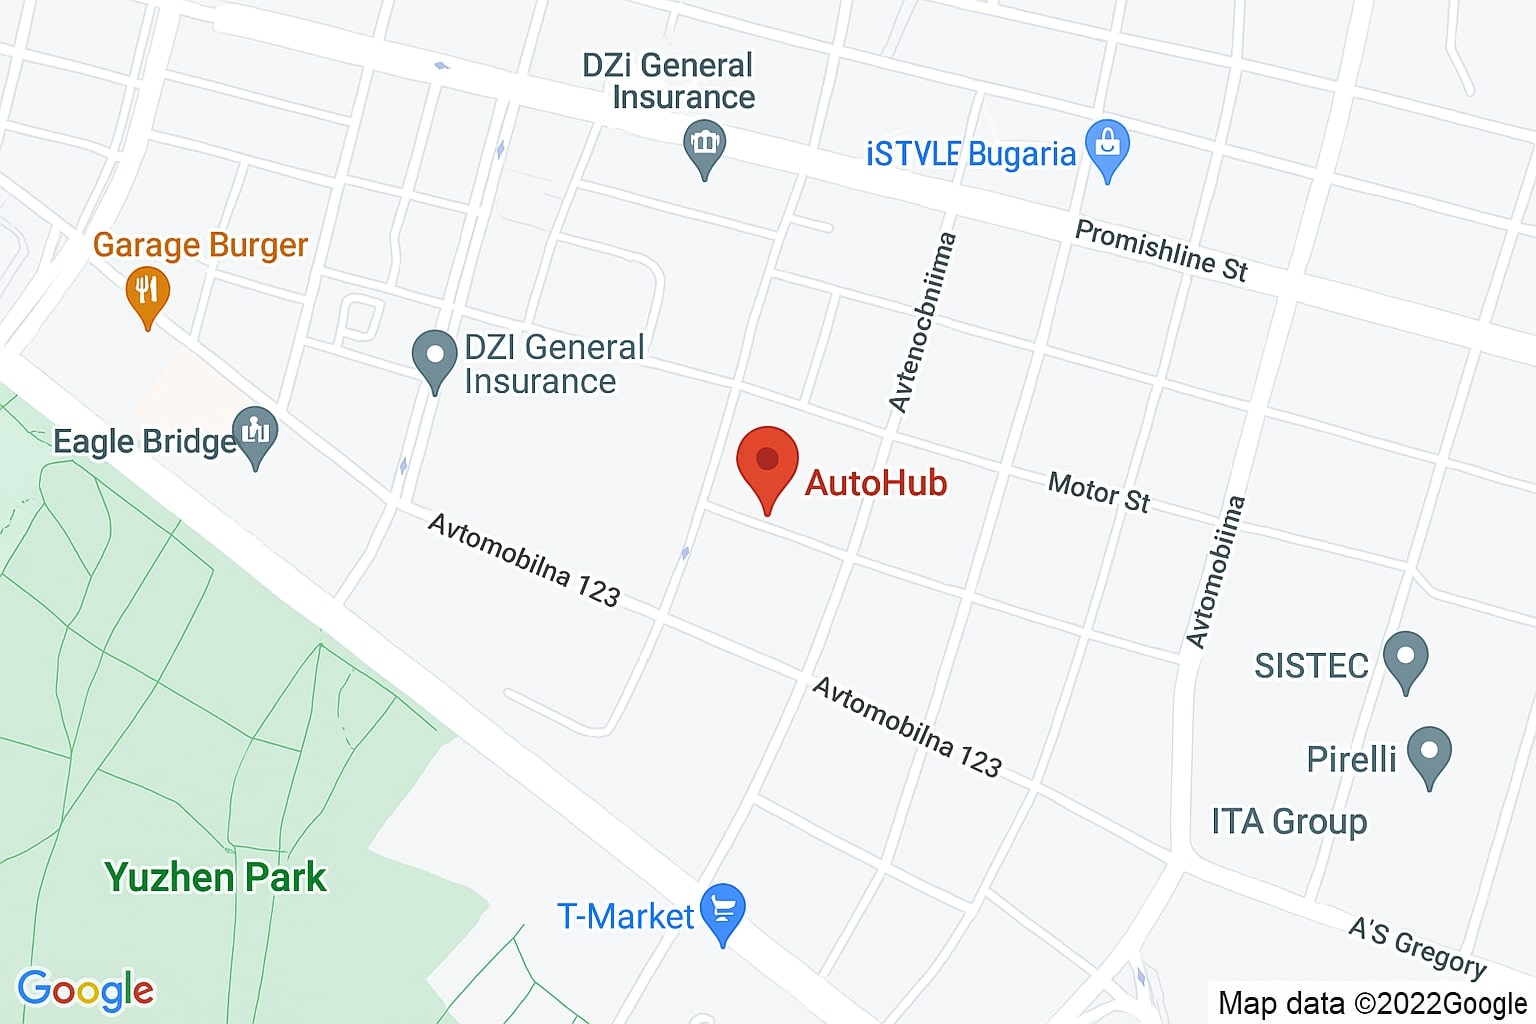 DZi General
Insurance
iSTVLE Bugaria
Promishline St
Garage Burger
Avtenocbniimma
DZI General
Insurance
Eagle Bridge
AutoHub
Motor St
Avtomobilna 123
Avtomobiima
SISTEC
Avtomobilna 123
Pirelli
ITA Group
Yuzhen Park
T-Market
A'S Gregory
Google
Map data ©2022Google